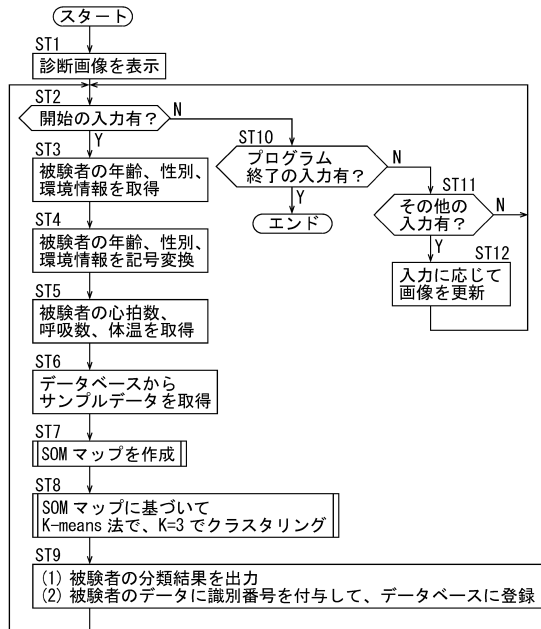 スタート
ST1
診断画像を表示
ST2
開始の入力有？
N
Y
ST3
被験者の年齢、性別、
環境情報を取得
ST4
被験者の年齢、性別、
環境情報を記号変換
ST5
被験者の心拍数、
呼吸数、体温を取得
ST6
データベースから
サンプルデータを取得
ST7
SOMマップを作成
ST8
SOMマップに基づいて
K-means法で、K=3でクラスタリング
ST9
(1) 被験者の分類結果を出力
(2) 被験者のデータに識別番号を付与して、データベースに登録
ST10
プログラム
終了の入力有？
N
Y
エンド
ST11
その他の
入力有？
N
Y
ST12
入力に応じて
画像を更新